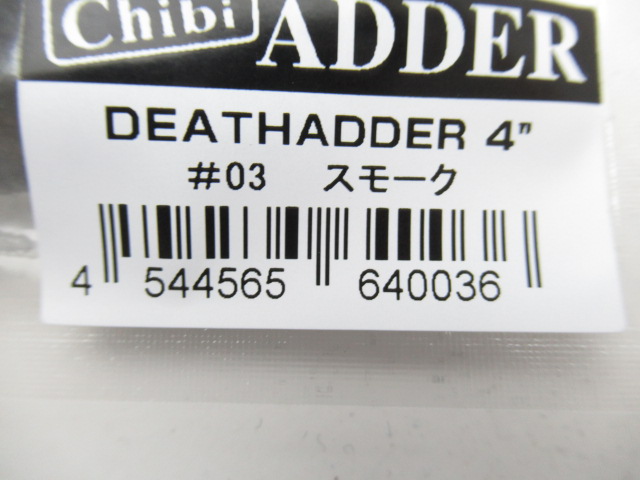 Chibi ADDER
DEATHADDER 4"
#03 スモーク
4 544565 640036